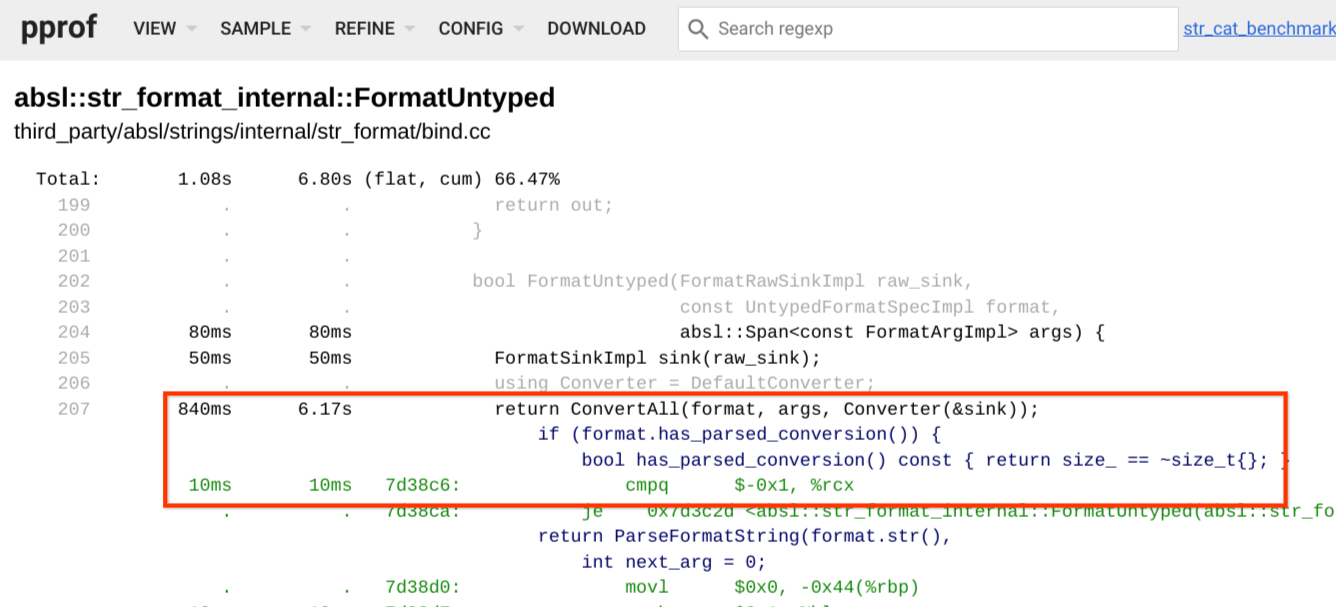 pprof VIEW SAMPLE REFINE CONFIG DOWNLOAD Search regexp str_cat_benchmark
absl::str_format_internal::FormatUntyped
third_party/absl/strings/internal/str_format/bind.cc
Total: 1.08s 6.80s (flat, cum) 66.47%
199 . . return out;
200 . . }
201 . .
202 . . bool FormatUntyped(FormatRawSinkImpl raw_sink,
203 . . const UntypedFormatSpecImpl format,
204 80ms 80ms absl::Span<const FormatArgImpl> args) {
205 50ms 50ms FormatSinkImpl sink(raw_sink);
206 . . using Converter = DefaultConverter;
207 840ms 6.17s return ConvertAll(format, args, Converter(&sink));
if (format.has_parsed_conversion()) {
bool has_parsed_conversion() const { return size_ == ~size_t{}; }
10ms 10ms 7d38c6: cmpq $-0x1, %rcx
. . 7d38ca: je 0x7d3c2d <absl::str_format_internal::FormatUntyped(absl::str_fo
return ParseFormatString(format.str(),
int next_arg = 0;
. . 7d38d0: movl $0x0, -0x44(%rbp)